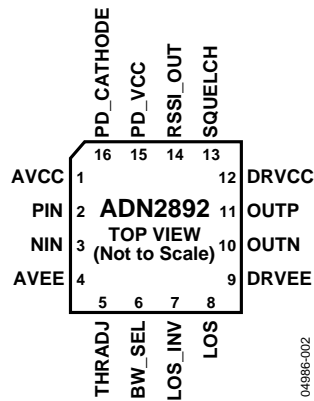 PD_CATHODE
PD_VCC
RSSI_OUT
SQUELCH
16
15
14
13
AVCC 1
12 DRVCC
PIN 2
ADN2892
11 OUTP
NIN 3
TOP VIEW
(Not to Scale)
10 OUTN
AVEE 4
9 DRVEE
5
6
7
8
THRADJ
BW_SEL
LOS_INV
LOS
04986-002